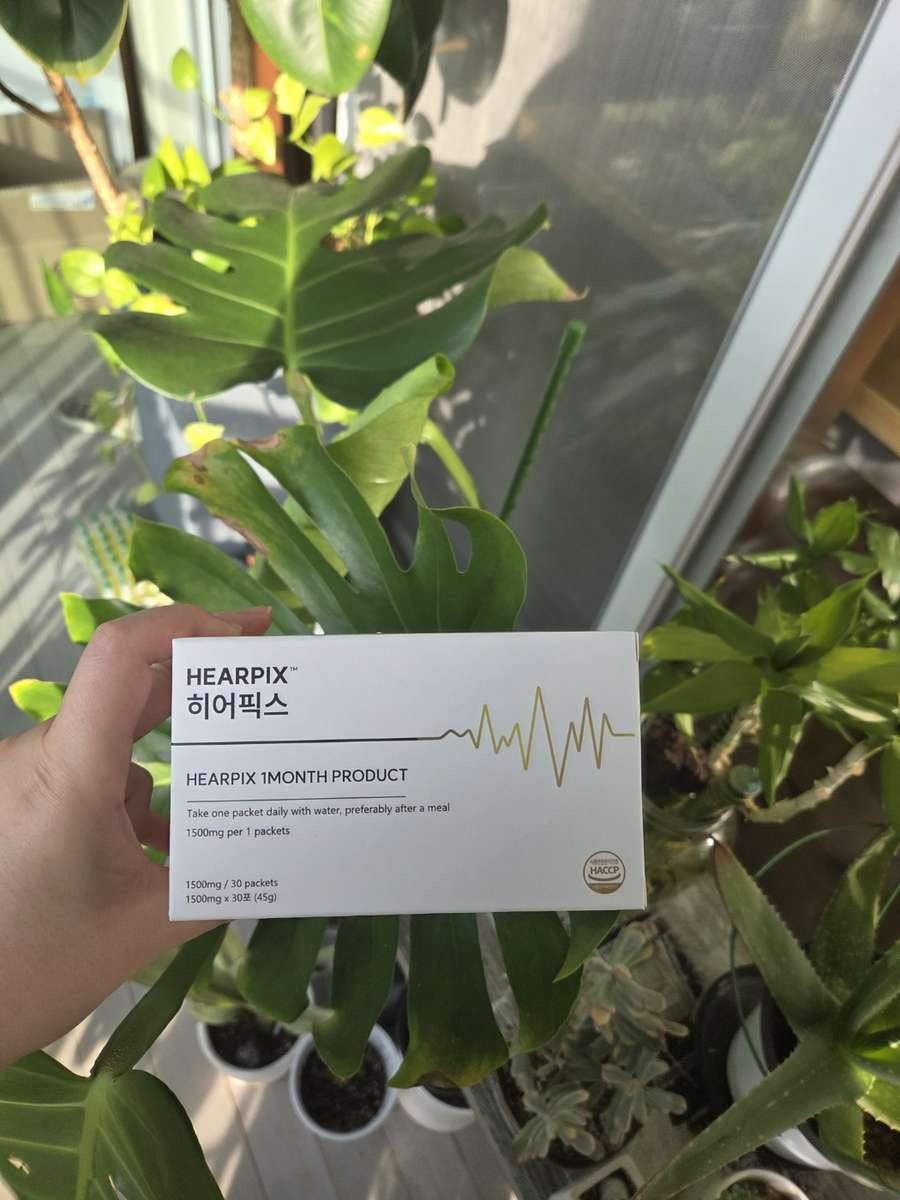 HEARPIX™
히어픽스
HEARPIX 1MONTH PRODUCT
Take one packet daily with water, preferably after a meal
1500mg per 1 packets
1500mg / 30 packets
1500mg x 30포 (45g)
HACCP